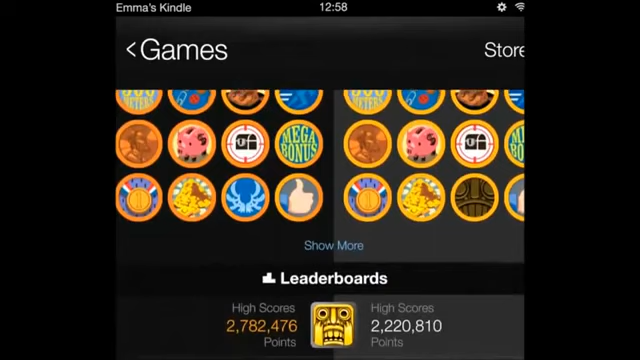 Emma's Kindle 12:58
< Games Store
MEGA
BONUS
Show More
Leaderboards
High Scores High Scores
2,782,476 2,220,810
Points Points